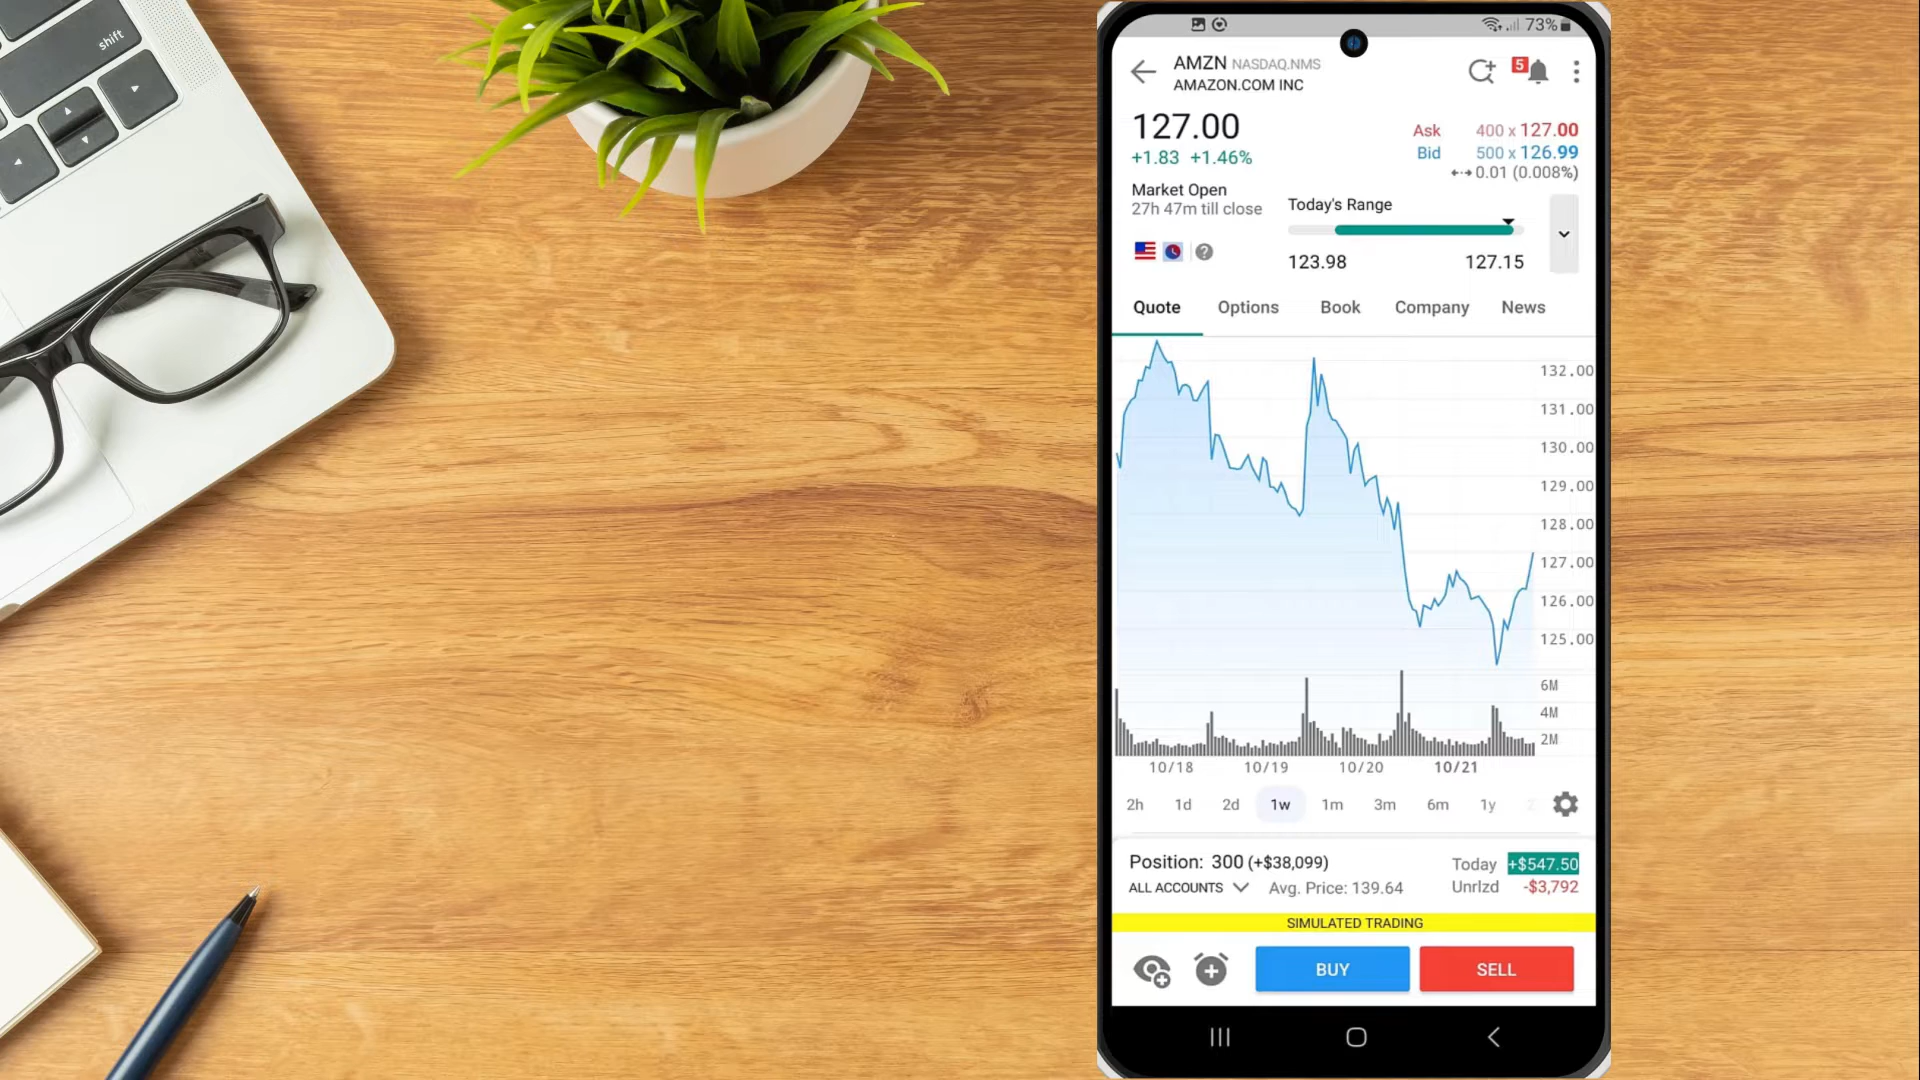 shift
73%
AMZN NASDAQ.NMS
AMAZON.COM INC
5
127.00
+1.83 +1.46%
Ask 400 x 127.00
Bid 500 x 126.99
0.01 (0.008%)
Market Open
27h 47m till close
Today's Range
123.98 127.15
Quote Options Book Company News
132.00
131.00
130.00
129.00
128.00
127.00
126.00
125.00
6M
4M
2M
10/18 10/19 10/20 10/21
2h 1d 2d 1w 1m 3m 6m 1y 2
Position: 300 (+$38,099) Today +$547.50
ALL ACCOUNTS Avg. Price: 139.64 Unrlzd -$3,792
SIMULATED TRADING
BUY SELL